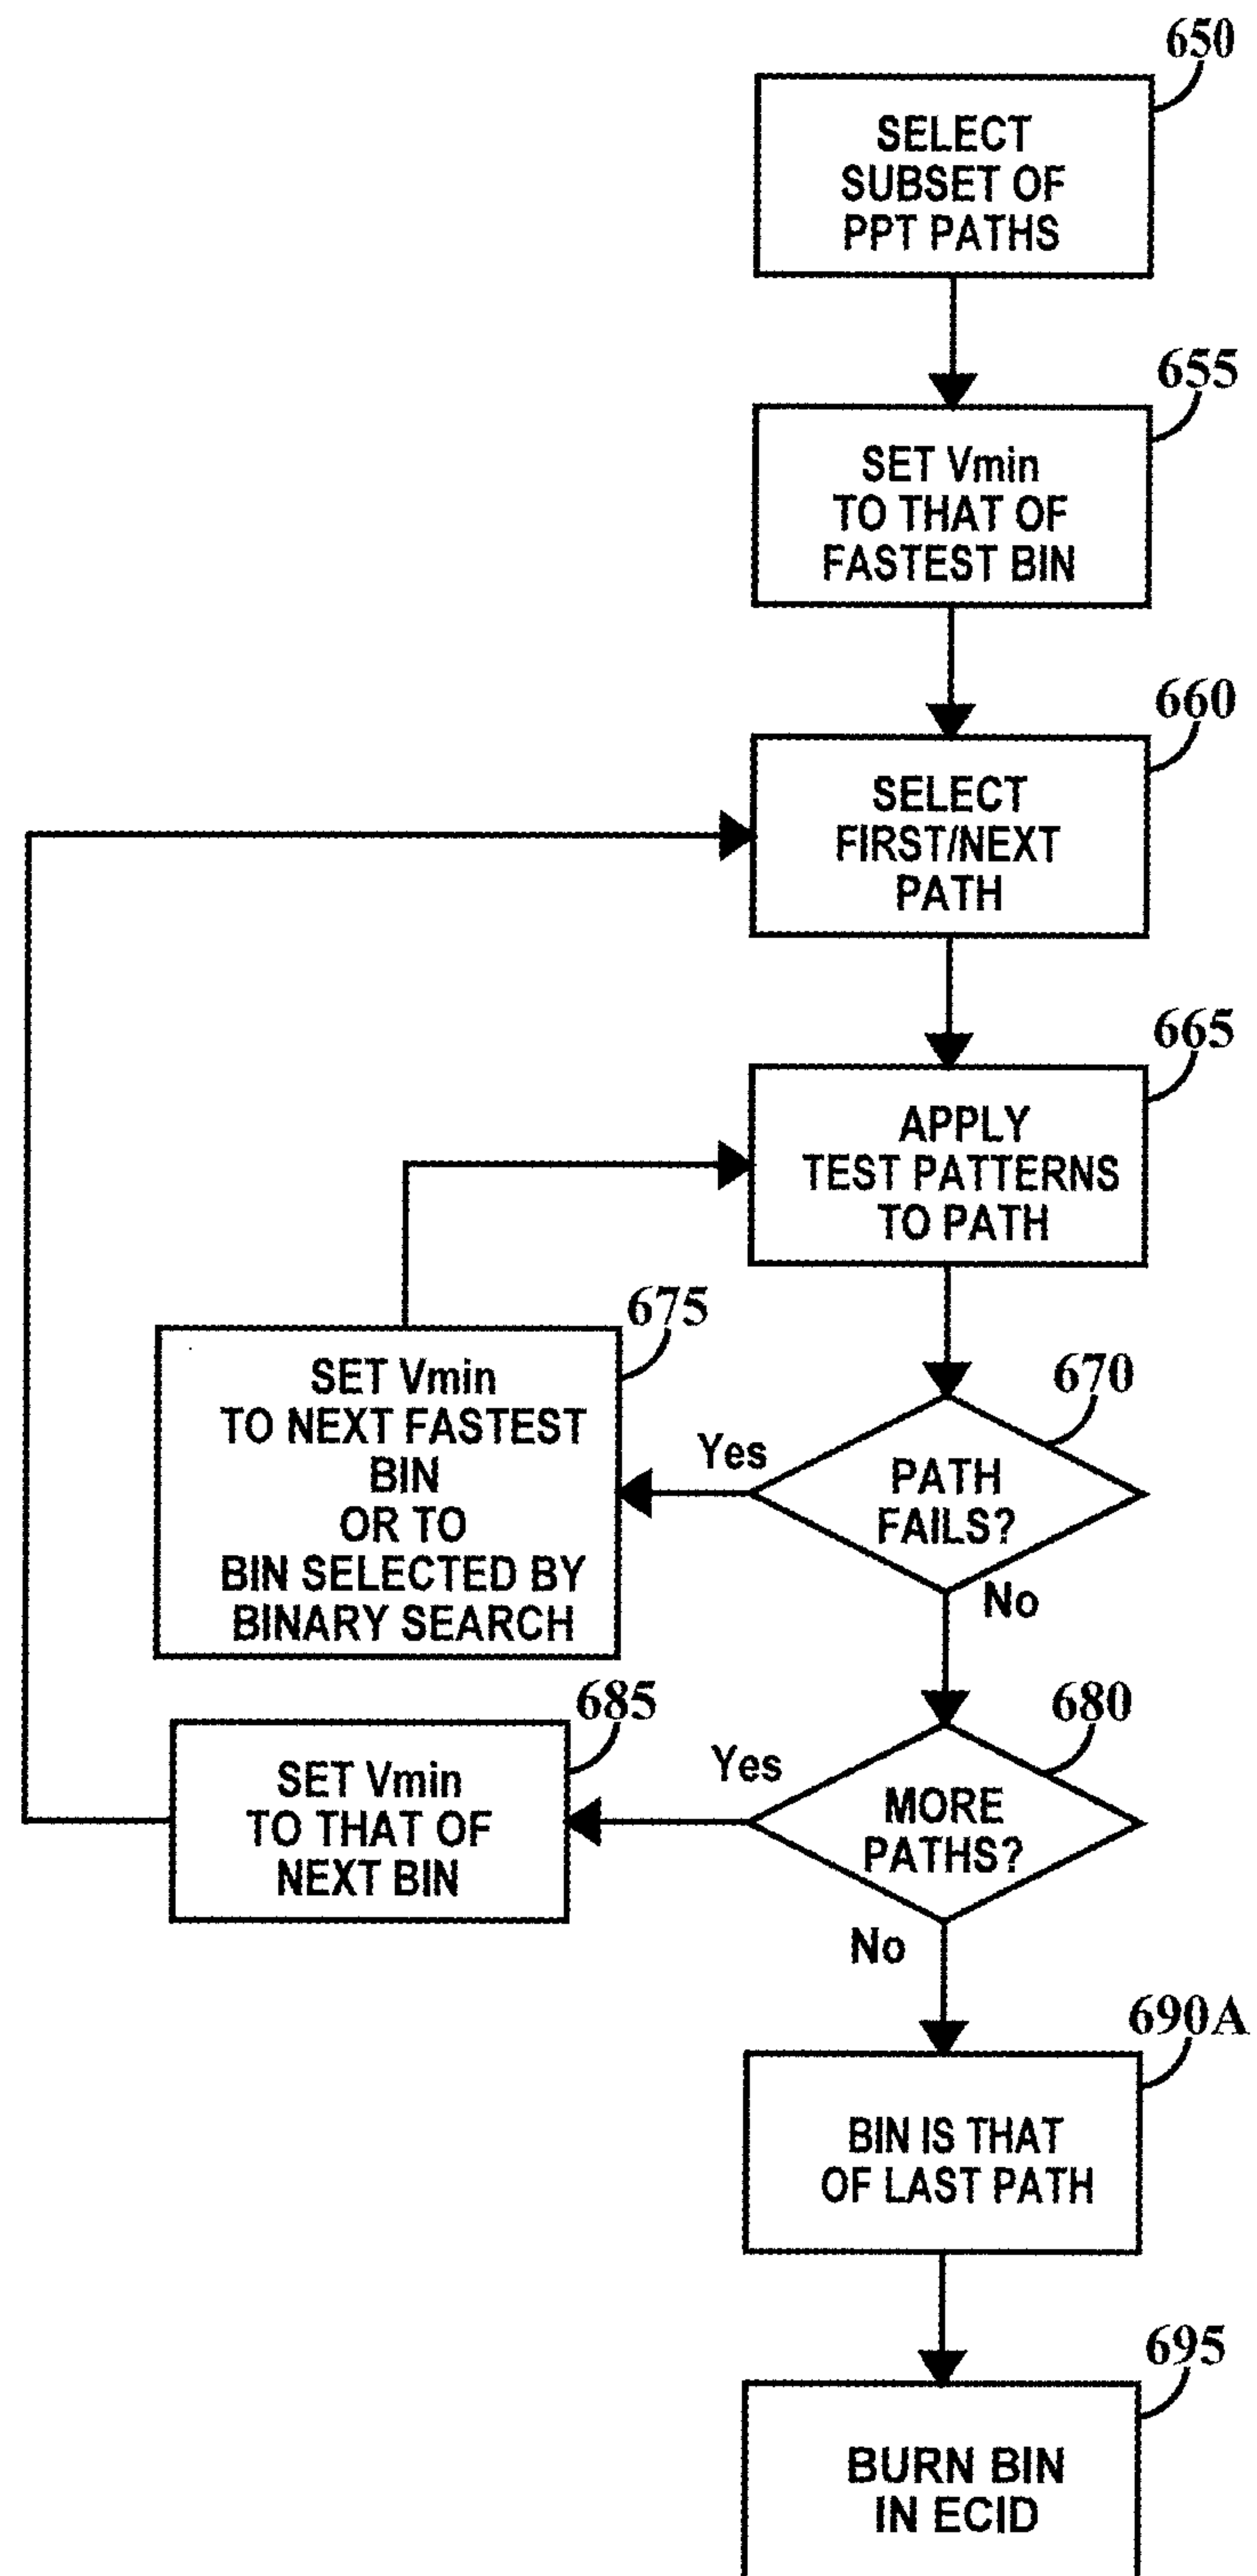 650
SELECT
SUBSET OF
PPT PATHS
655
SET Vmin
TO THAT OF
FASTEST BIN
660
SELECT
FIRST/NEXT
PATH
665
APPLY
TEST PATTERNS
TO PATH
675
SET Vmin
TO NEXT FASTEST
BIN
OR TO
BIN SELECTED BY
BINARY SEARCH
670
Yes
PATH
FAILS?
No
685
SET Vmin
TO THAT OF
NEXT BIN
680
Yes
MORE
PATHS?
No
690A
BIN IS THAT
OF LAST PATH
695
BURN BIN
IN ECID